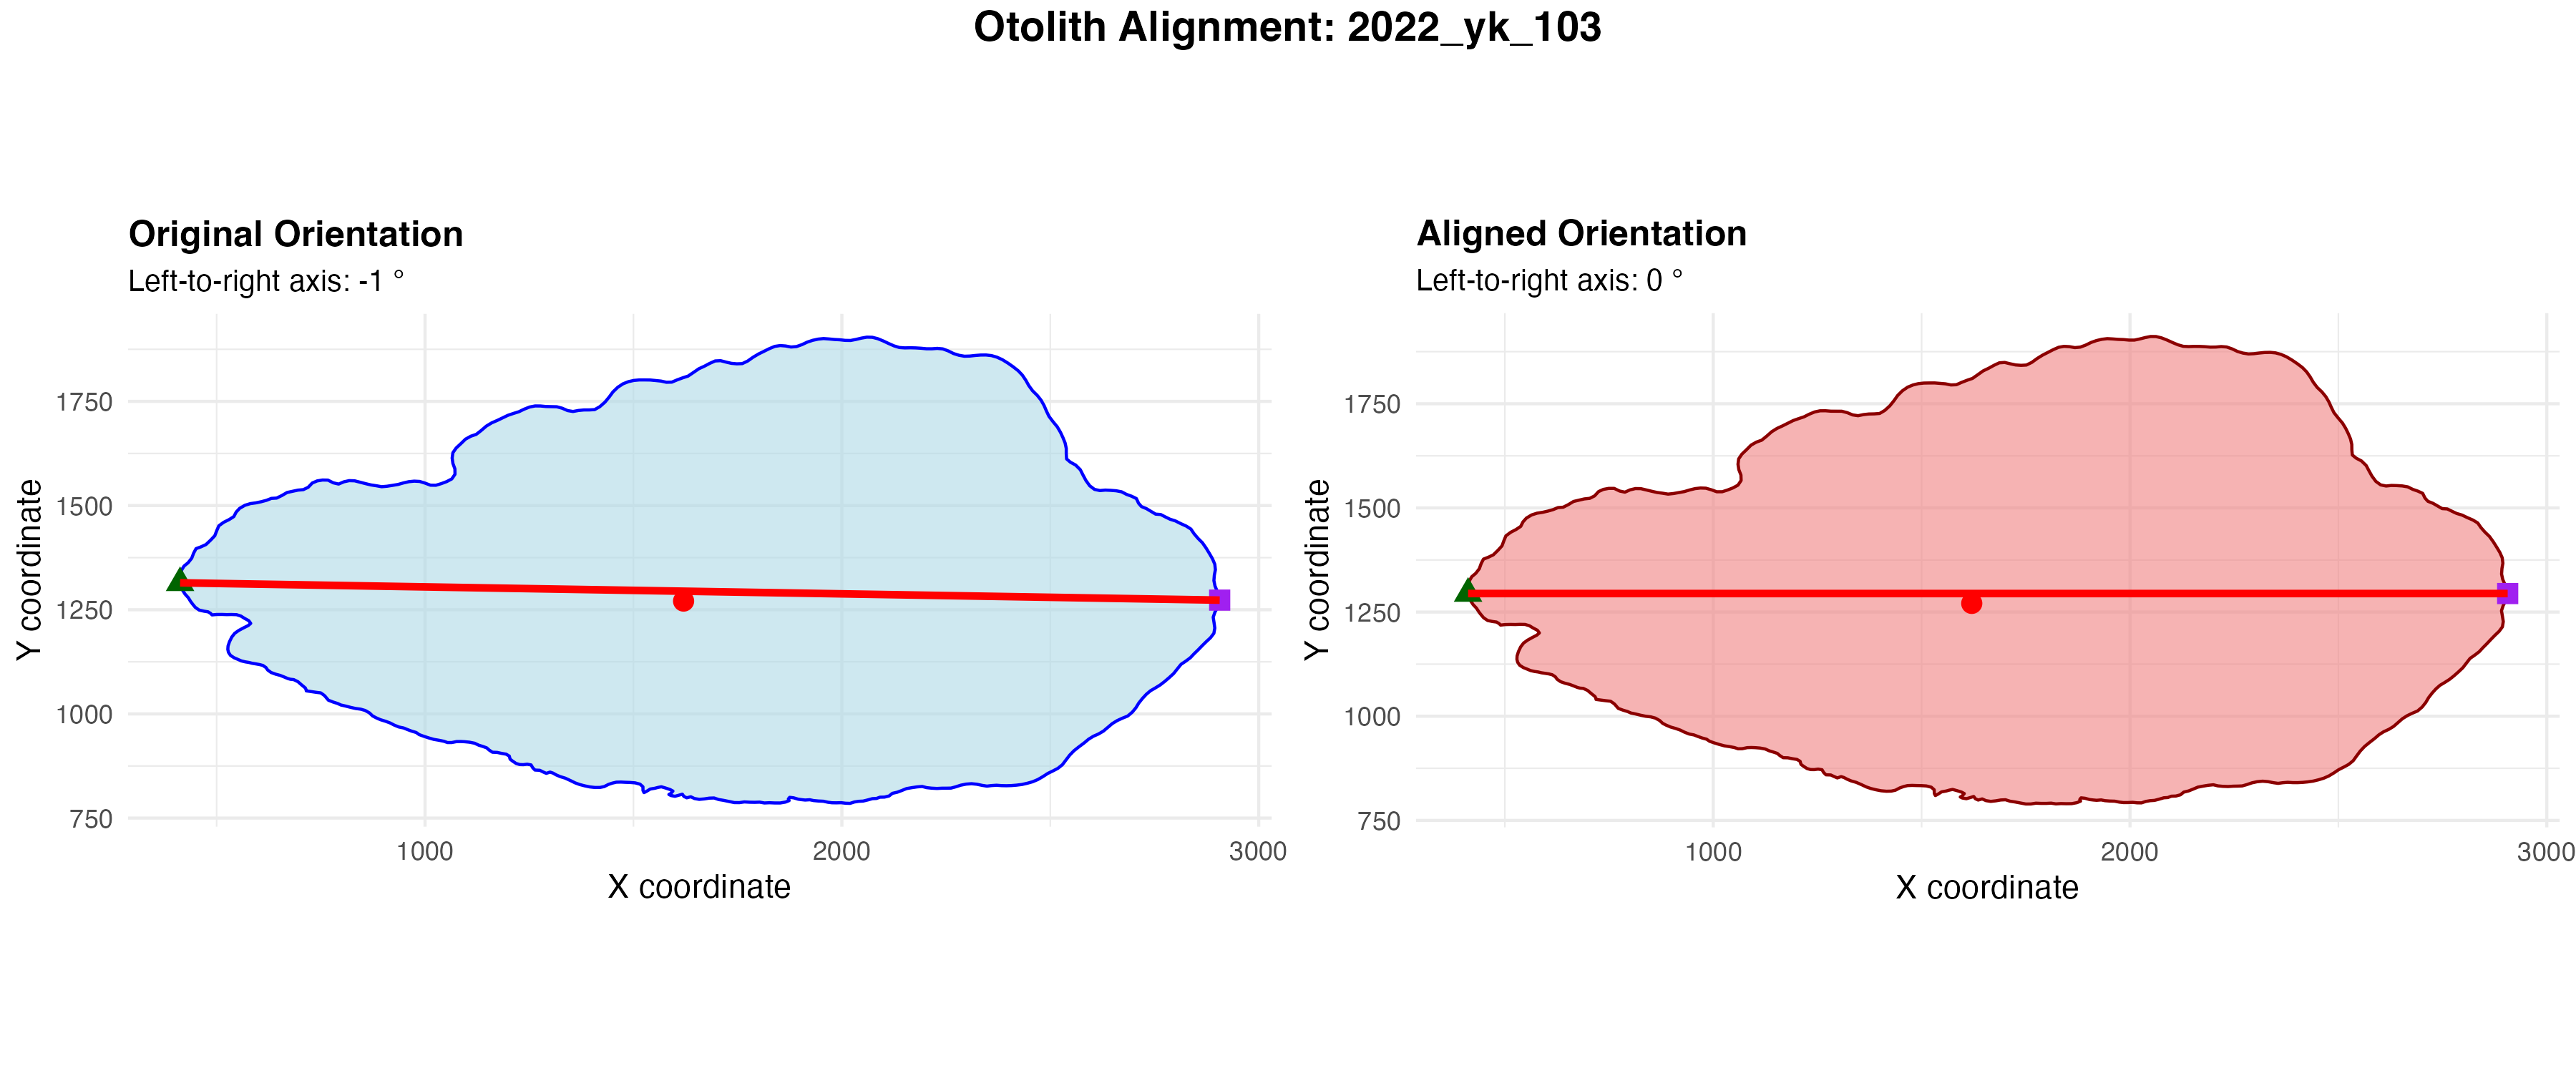 Otolith Alignment: 2022_yk_103
Original Orientation
Left-to-right axis: -1 °
1750
1500
1250
1000
750
Y coordinate
1000
2000
3000
X coordinate
Aligned Orientation
Left-to-right axis: 0 °
1750
1500
1250
1000
750
Y coordinate
1000
2000
3000
X coordinate